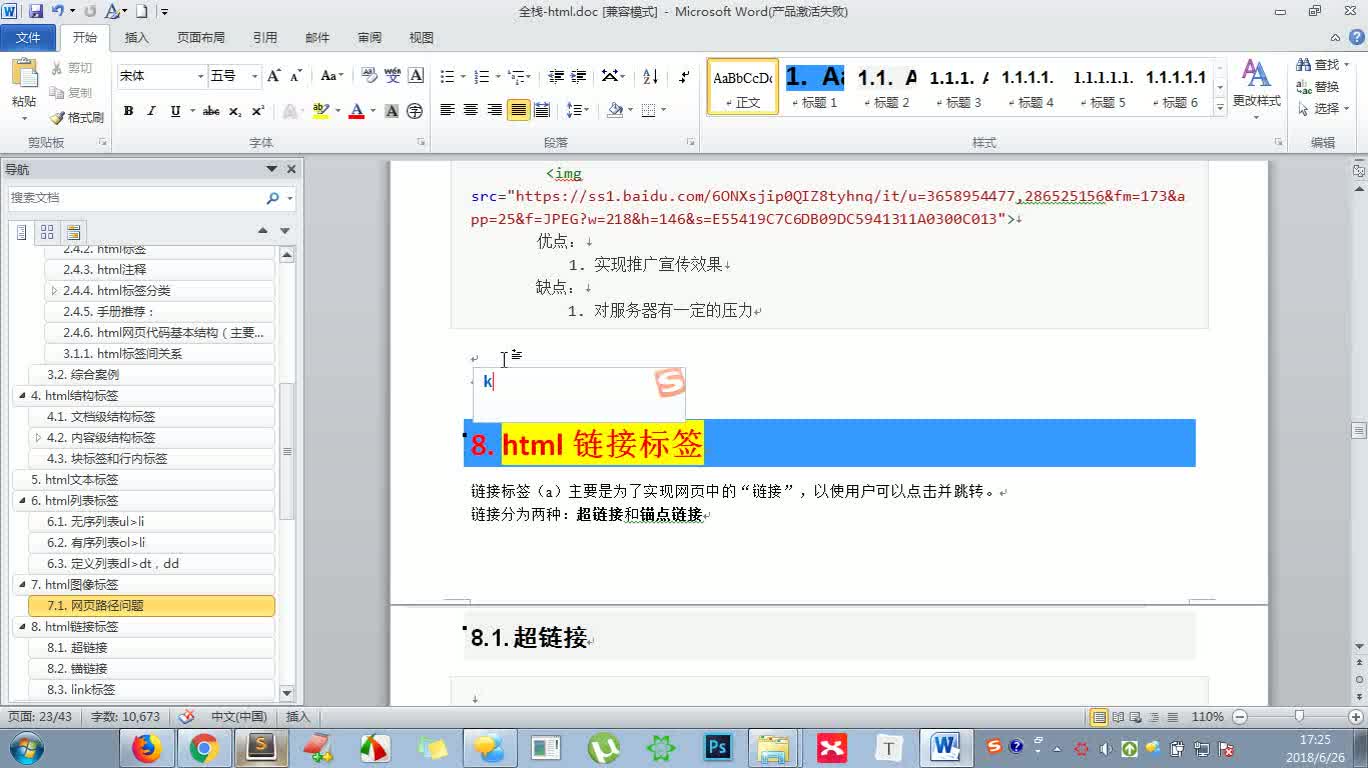 全栈-html.doc [兼容模式] - Microsoft Word(产品激活失败)
文件 开始 插入 页面布局 引用 邮件 审阅 视图
剪切
复制
格式刷
粘贴
宋体 五号
AaBbCcDc 1. Aa 1.1. A 1.1.1. A 1.1.1.1. 1.1.1.1.1. 1.1.1.1.1
正文 标题 1 标题 2 标题 3 标题 4 标题 5 标题 6
更改样式
查找
替换
选择
剪贴板 字体 段落 样式 编辑
导航
搜索文档
2.4.2. html标签
2.4.3. html注释
2.4.4. html标签分类
2.4.5. 手册推荐：
2.4.6. html网页代码基本结构（主要...
3.1.1. html标签间关系
3.2. 综合案例
4. html结构标签
4.1. 文档级结构标签
4.2. 内容级结构标签
4.3. 块标签和行内标签
5. html文本标签
6. html列表标签
6.1. 无序列表ul>li
6.2. 有序列表ol>li
6.3. 定义列表dl>dt，dd
7. html图像标签
7.1. 网页路径问题
8. html链接标签
8.1. 超链接
8.2. 锚链接
8.3. link标签
<img
src="https://ss1.baidu.com/6ONXsjip0QIZ8tyhnq/it/u=3658954477,286525156&fm=173&a
pp=25&f=JPEG?w=218&h=146&s=E55419C7C6DB09DC5941311A0300C013">
优点：
1. 实现推广宣传效果
缺点：
1. 对服务器有一定的压力
k
8. html 链接标签
链接标签（a）主要是为了实现网页中的“链接”，以使用户可以点击并跳转。
链接分为两种：超链接和锚点链接
8.1. 超链接
页面: 23/43 字数: 10,673 中文(中国) 插入 110%
17:25
2018/6/26